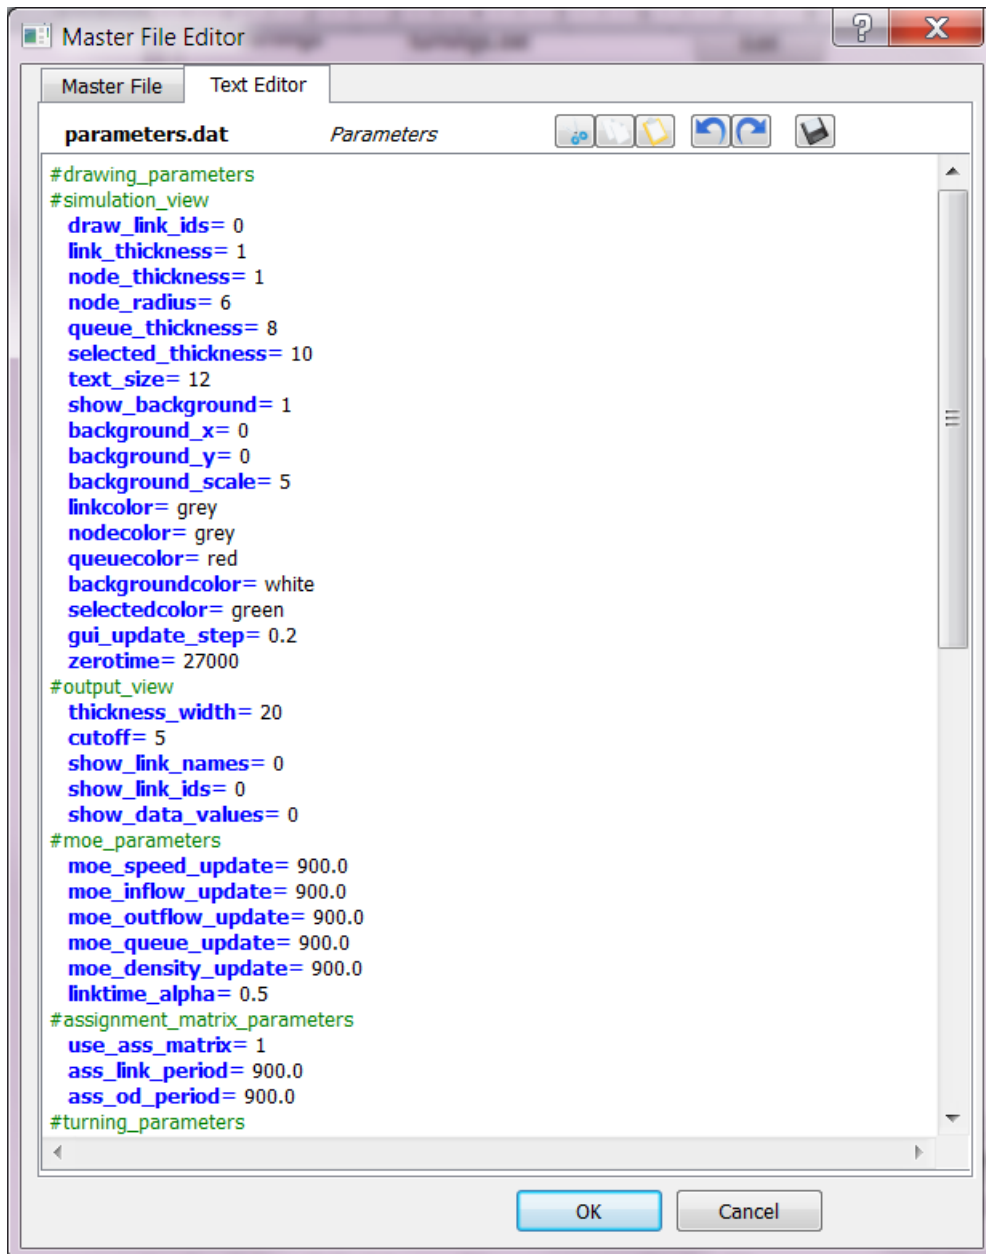 Master File Editor
Master File
Text Editor
parameters.dat Parameters
#drawing_parameters
#simulation_view
draw_link_ids= 0
link_thickness= 1
node_thickness= 1
node_radius= 6
queue_thickness= 8
selected_thickness= 10
text_size= 12
show_background= 1
background_x= 0
background_y= 0
background_scale= 5
linkcolor= grey
nodecolor= grey
queuecolor= red
backgroundcolor= white
selectedcolor= green
gui_update_step= 0.2
zerotime= 27000
#output_view
thickness_width= 20
cutoff= 5
show_link_names= 0
show_link_ids= 0
show_data_values= 0
#moe_parameters
moe_speed_update= 900.0
moe_inflow_update= 900.0
moe_outflow_update= 900.0
moe_queue_update= 900.0
moe_density_update= 900.0
linktime_alpha= 0.5
#assignment_matrix_parameters
use_ass_matrix= 1
ass_link_period= 900.0
ass_od_period= 900.0
#turning_parameters
OK
Cancel